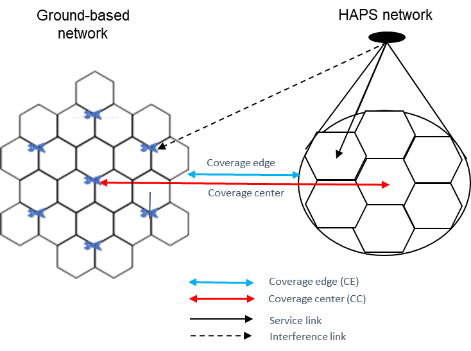 Ground-based
network
HAPS network
Coverage edge
Coverage center
Coverage edge (CE)
Coverage center (CC)
Service link
Interference link